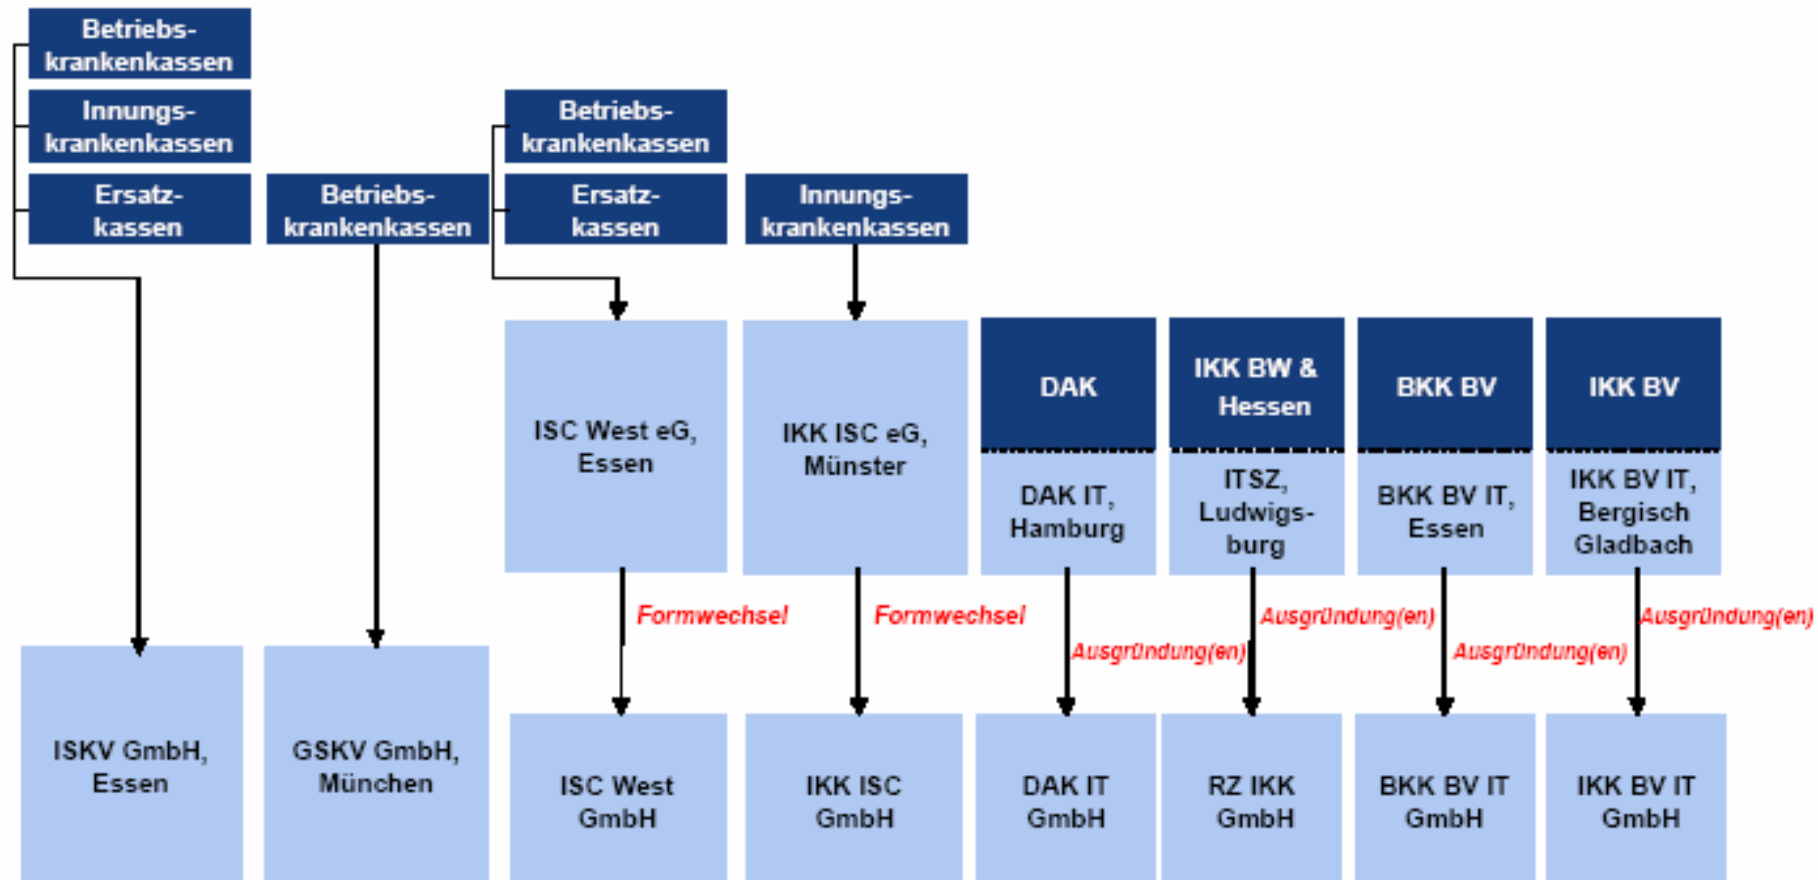 Betriebs-
krankenkassen
Innungs-
krankenkassen
Ersatz-
kassen
Betriebs-
krankenkassen
Betriebs-
krankenkassen
Ersatz-
kassen
Innungs-
krankenkassen
ISC West eG,
Essen
IKK ISC eG,
Münster
DAK
DAK IT,
Hamburg
IKK BW &
Hessen
ITSZ,
Ludwigs-
burg
BKK BV
BKK BV IT,
Essen
IKK BV
IKK BV IT,
Bergisch
Gladbach
Formwechsel
Formwechsel
Ausgründung(en)
Ausgründung(en)
Ausgründung(en)
Ausgründung(en)
ISKV GmbH,
Essen
GSKV GmbH,
München
ISC West
GmbH
IKK ISC
GmbH
DAK IT
GmbH
RZ IKK
GmbH
BKK BV IT
GmbH
IKK BV IT
GmbH